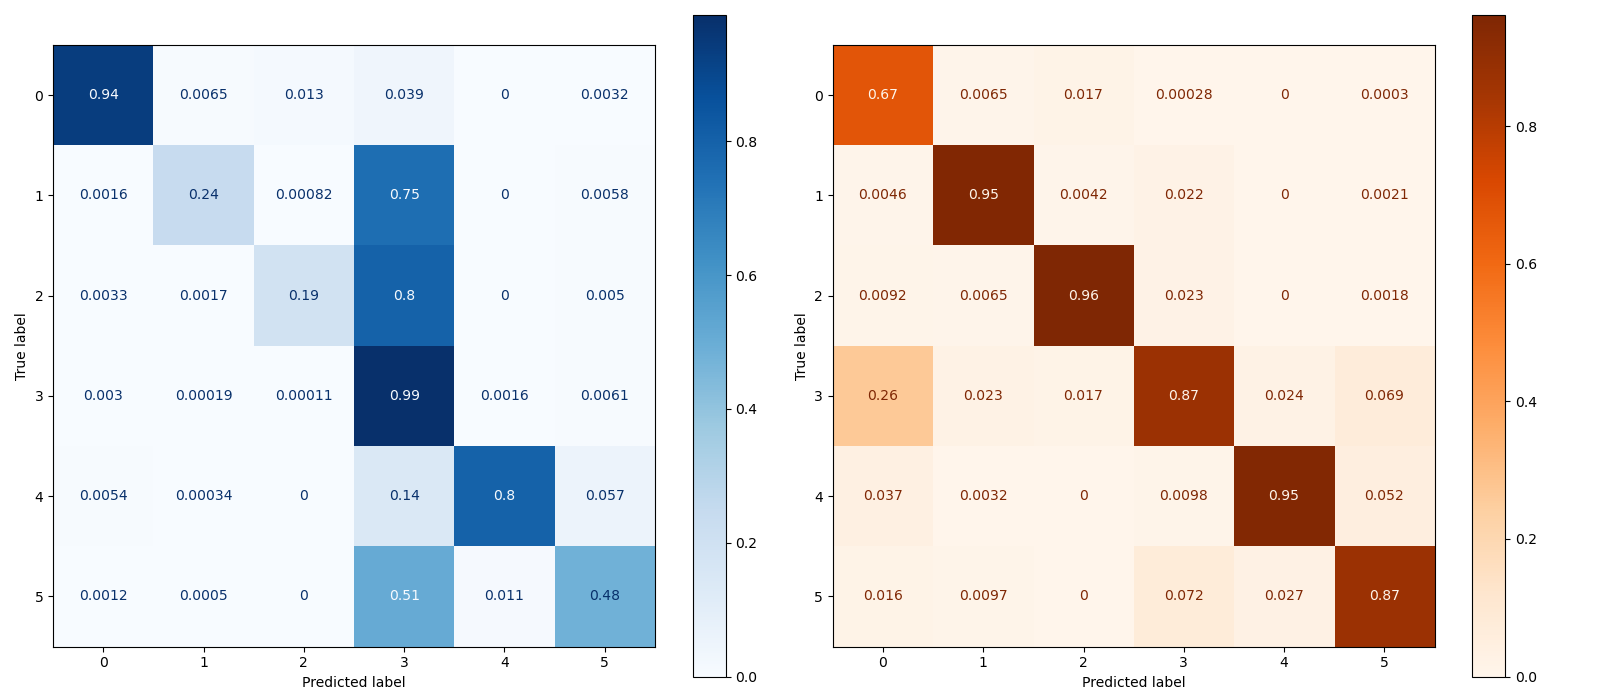 0 0.94 0.0065 0.013 0.039 0 0.0032
1 0.0016 0.24 0.00082 0.75 0 0.0058
2 0.0033 0.0017 0.19 0.8 0 0.005
3 0.003 0.00019 0.00011 0.99 0.0016 0.0061
4 0.0054 0.00034 0 0.14 0.8 0.057
5 0.0012 0.0005 0 0.51 0.011 0.48
0 1 2 3 4 5
True label
Predicted label
0.8
0.6
0.4
0.2
0.0
0 0.67 0.0065 0.017 0.00028 0 0.0003
1 0.0046 0.95 0.0042 0.022 0 0.0021
2 0.0092 0.0065 0.96 0.023 0 0.0018
3 0.26 0.023 0.017 0.87 0.024 0.069
4 0.037 0.0032 0 0.0098 0.95 0.052
5 0.016 0.0097 0 0.072 0.027 0.87
0 1 2 3 4 5
True label
Predicted label
0.8
0.6
0.4
0.2
0.0